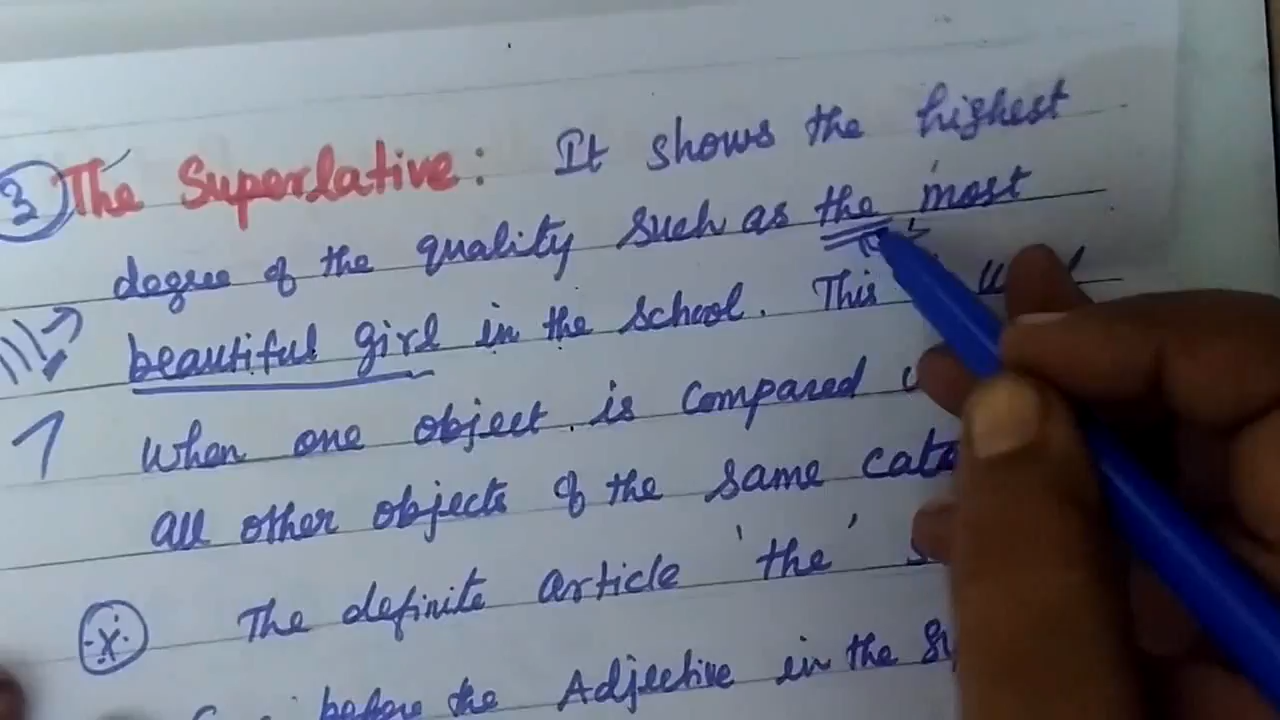 3 The Superlative: It shows the highest
degree of the quality such as the most
beautiful girl in the school. This
When one object is compared
all other objects of the same
The definite article 'the'
before the Adjective in the